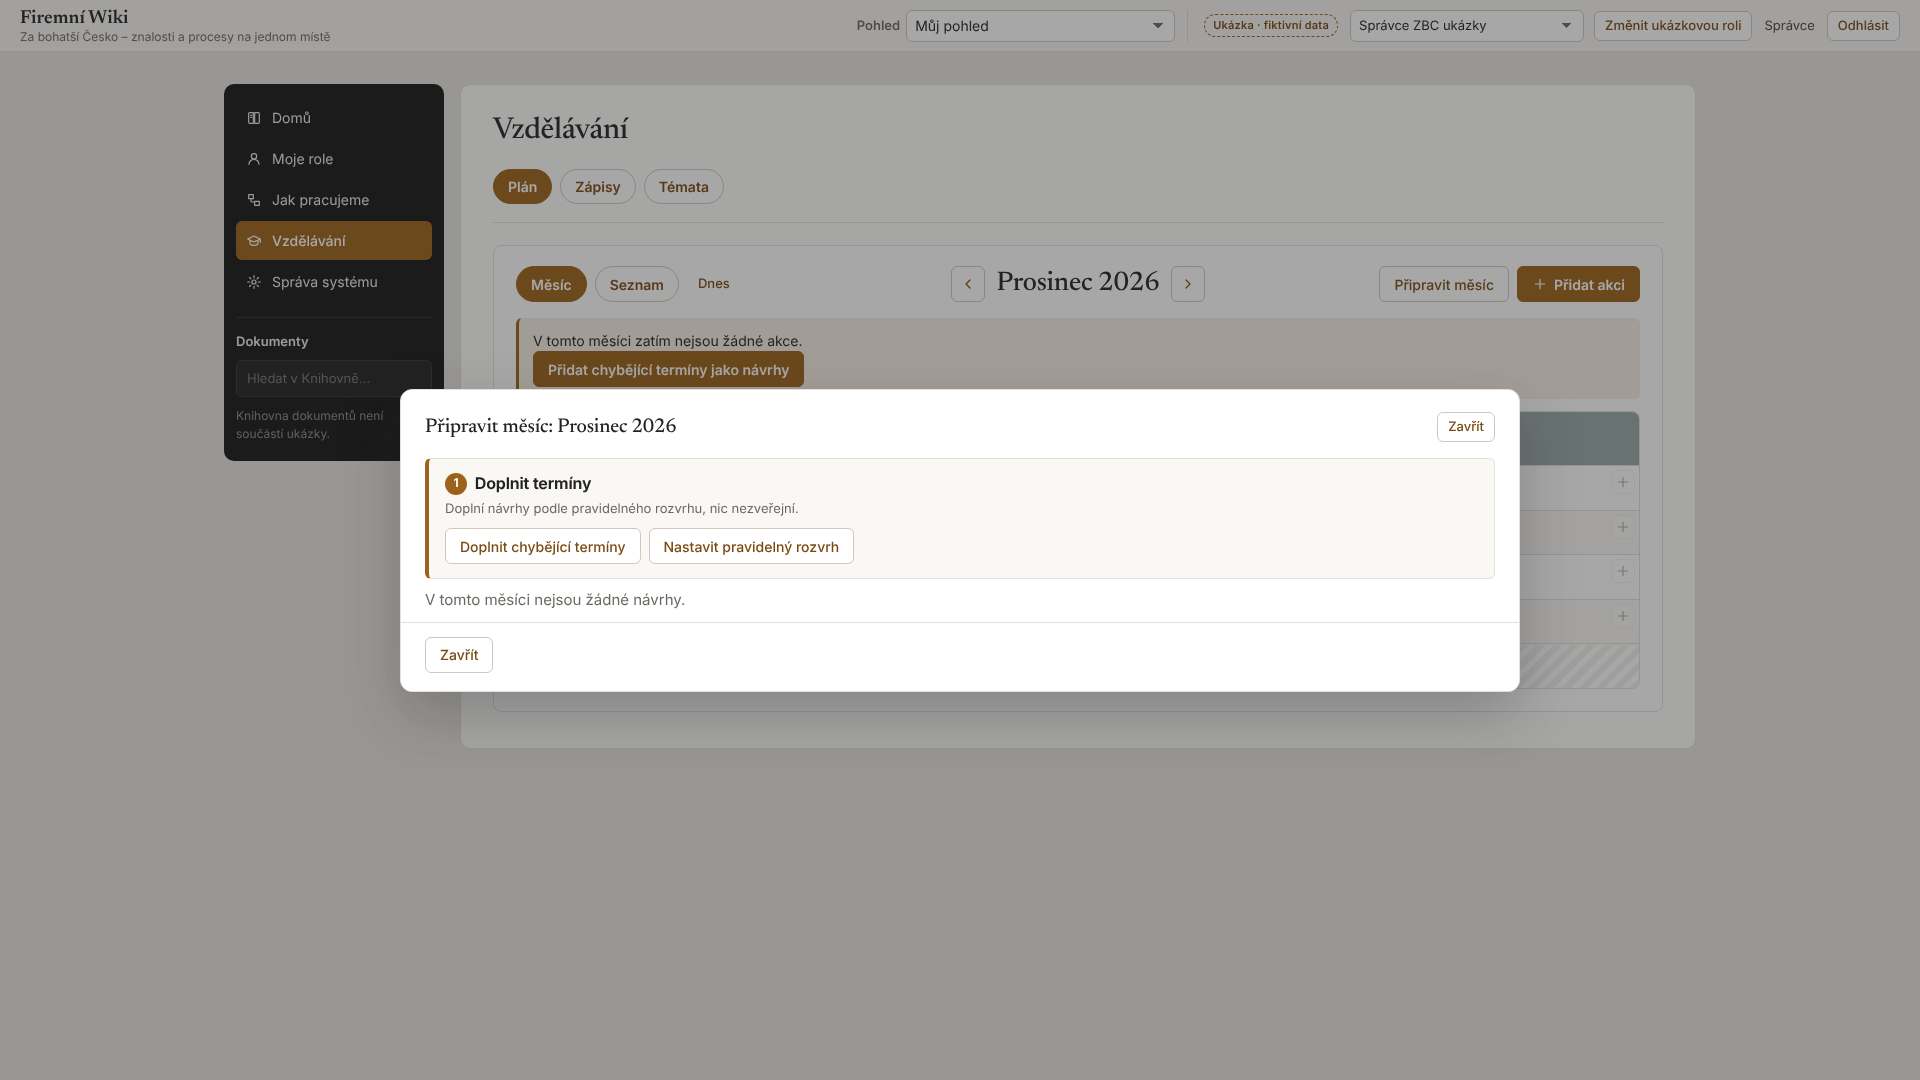 Firemní Wiki
Za bohatší Česko – znalosti a procesy na jednom místě
Pohled
Můj pohled
Ukázka · fiktivní data
Správce ZBC ukázky
Změnit ukázkovou roli
Správce
Odhlásit
Domů
Moje role
Jak pracujeme
Vzdělávání
Správa systému
Dokumenty
Hledat v Knihovně...
Knihovna dokumentů není
součástí ukázky.
Vzdělávání
Plán
Zápisy
Témata
Měsíc
Seznam
Dnes
Prosinec 2026
Připravit měsíc
+ Přidat akci
V tomto měsíci zatím nejsou žádné akce.
Přidat chybějící termíny jako návrhy
Připravit měsíc: Prosinec 2026
Zavřít
1 Doplnit termíny
Doplní návrhy podle pravidelného rozvrhu, nic nezveřejní.
Doplnit chybějící termíny
Nastavit pravidelný rozvrh
V tomto měsíci nejsou žádné návrhy.
Zavřít